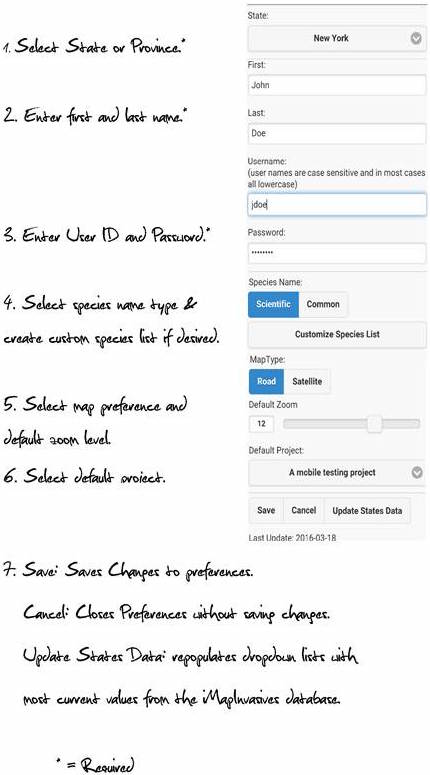 State:
1. Select State or Province.*
New York
First:
John
2. Enter first and last name.*
Last:
Doe
Username:
(user names are case sensitive and in most cases
all lowercase)
jdoe
3. Enter User ID and Password.*
Password:
••••••••
Species Name:
4. Select species name type &
create custom species list if desired.
Scientific Common
Customize Species List
MapType:
Road Satellite
5. Select map preference and
default zoom level.
Default Zoom
12
Default Project:
6. Select default project.
A mobile testing project
Save Cancel Update States Data
Last Update: 2016-03-18
7. Save: Saves Changes to preferences.
Cancel: Closes Preferences without saving changes.
Update States Data: repopulates dropdown lists with
most current values from the iMapInvasives database.
* = Required